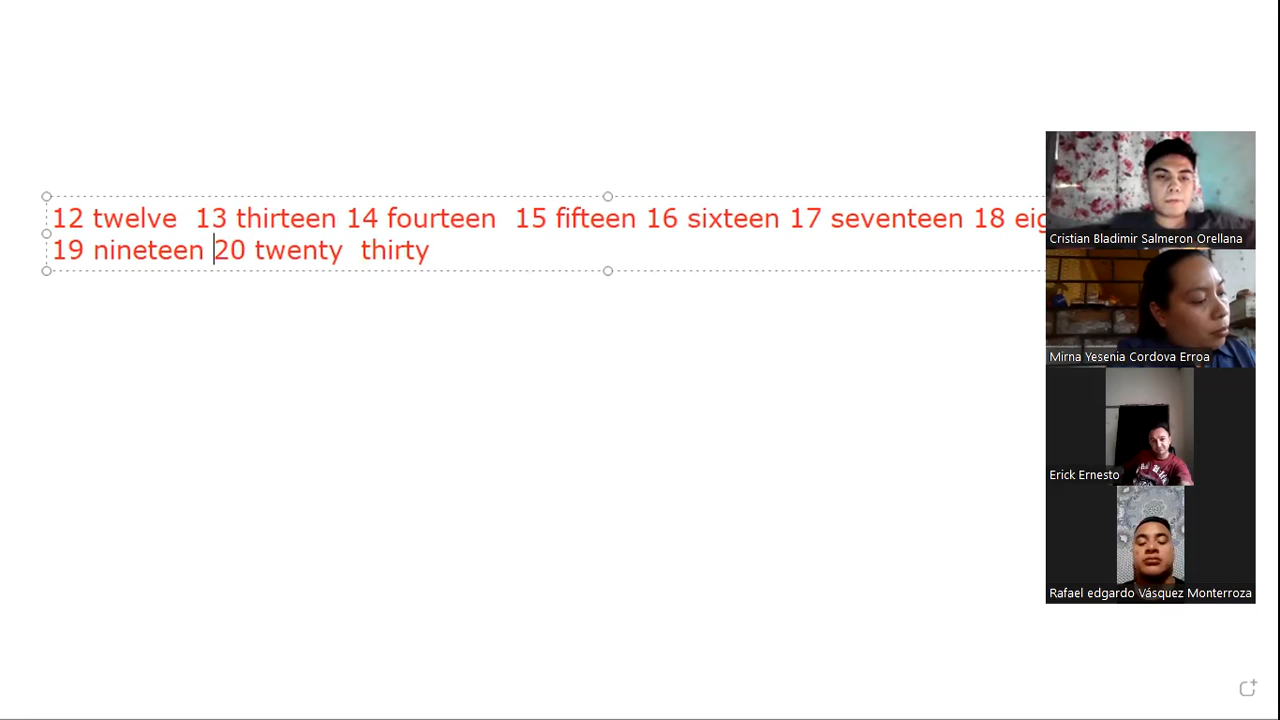 12 twelve  13 thirteen 14 fourteen  15 fifteen 16 sixteen 17 seventeen 18
19 nineteen 20 twenty  thirty
Cristian Bladimir Salmeron Orellana
Mirna Yesenia Cordova Erroa
Erick Ernesto
Rafael edgardo Vásquez Monterroza